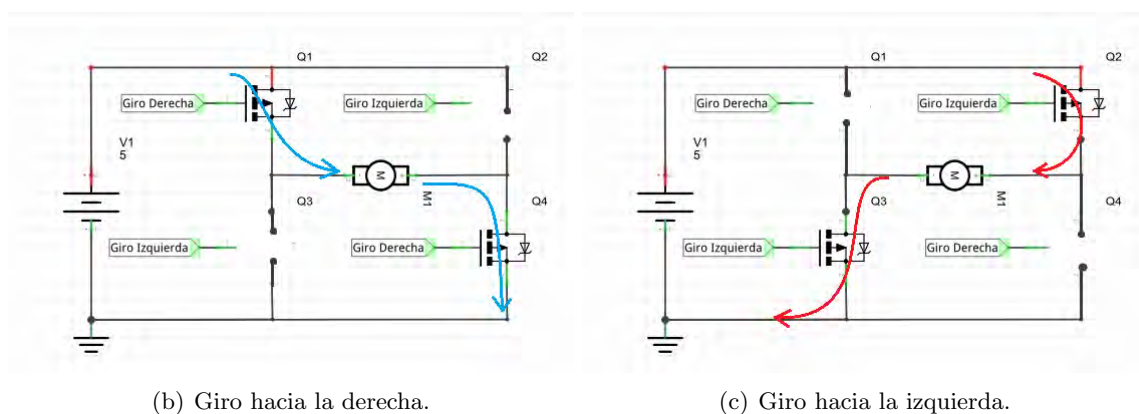 Q1
Q2
Giro Derecha
Giro Izquierda
V1
5
M
M1
Q3
Q4
Giro Izquierda
Giro Derecha
(b) Giro hacia la derecha.
Q1
Q2
Giro Derecha
Giro Izquierda
V1
5
M
M1
Q3
Q4
Giro Izquierda
Giro Derecha
(c) Giro hacia la izquierda.